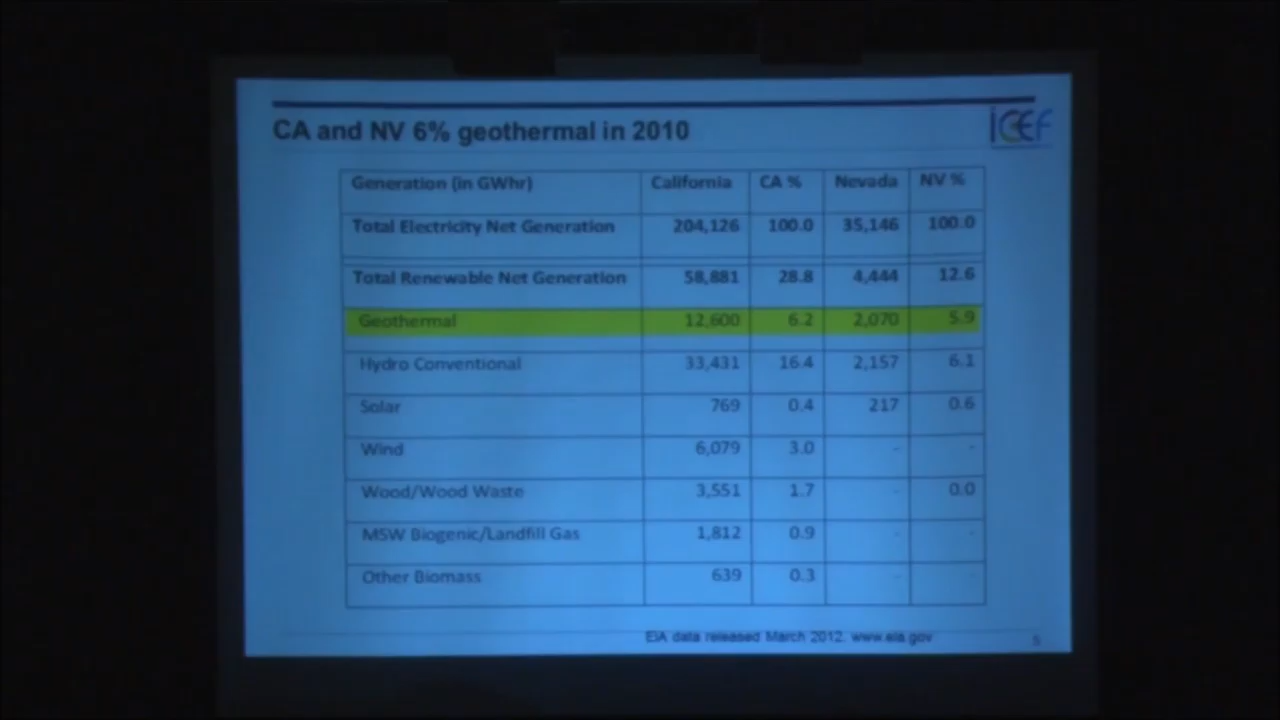 CA and NV 6% geothermal in 2010
ICEF
Generation (in GWhr) California CA % Nevada NV %
Total Electricity Net Generation 204,126 100.0 35,146 100.0
Total Renewable Net Generation 58,881 28.8 4,444 12.6
Geothermal 12,600 6.2 2,070 5.9
Hydro Conventional 33,431 16.4 2,157 6.1
Solar 769 0.4 217 0.6
Wind 6,079 3.0 - -
Wood/Wood Waste 3,551 1.7 - 0.0
MSW Biogenic/Landfill Gas 1,812 0.9 - -
Other Biomass 639 0.3 - -
EIA data released March 2012. www.eia.gov
5